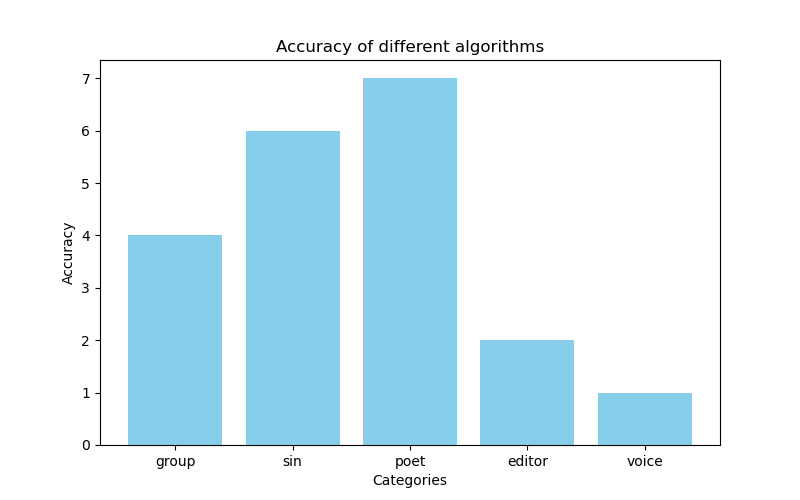 Accuracy of different algorithms
Accuracy
7
6
5
4
3
2
1
0
group sin poet editor voice
Categories